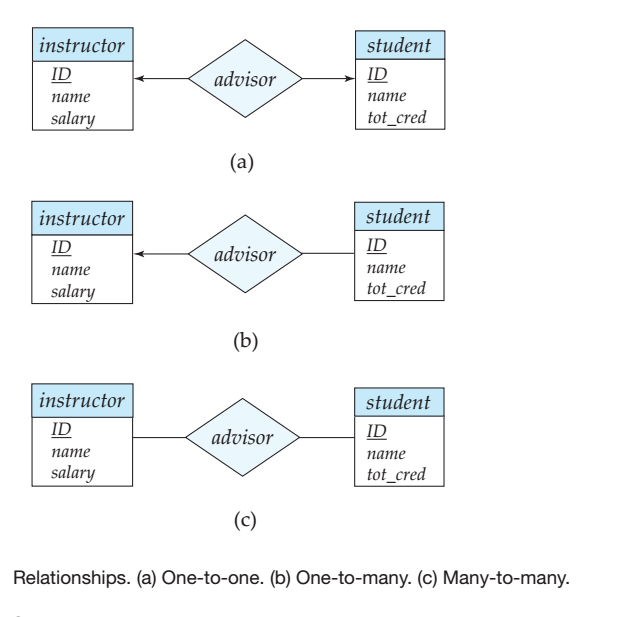 instructor
ID
name
salary
advisor
student
ID
name
tot_cred
(a)
instructor
ID
name
salary
advisor
student
ID
name
tot_cred
(b)
instructor
ID
name
salary
advisor
student
ID
name
tot_cred
(c)
Relationships. (a) One-to-one. (b) One-to-many. (c) Many-to-many.